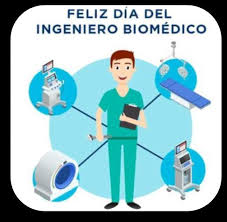 FELIZ DÍA DEL
INGENIERO BIOMÉDICO